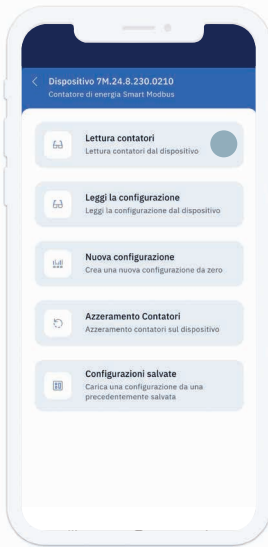 Dispositivo 7M.24.8.230.0210
Contatore di energia Smart Modbus
Lettura contatori
Lettura contatori dal dispositivo
Leggi la configurazione
Leggi la configurazione dal dispositivo
Nuova configurazione
Crea una nuova configurazione da zero
Azzeramento Contatori
Azzeramento contatori sul dispositivo
Configurazioni salvate
Carica una configurazione da una
precedentemente salvata